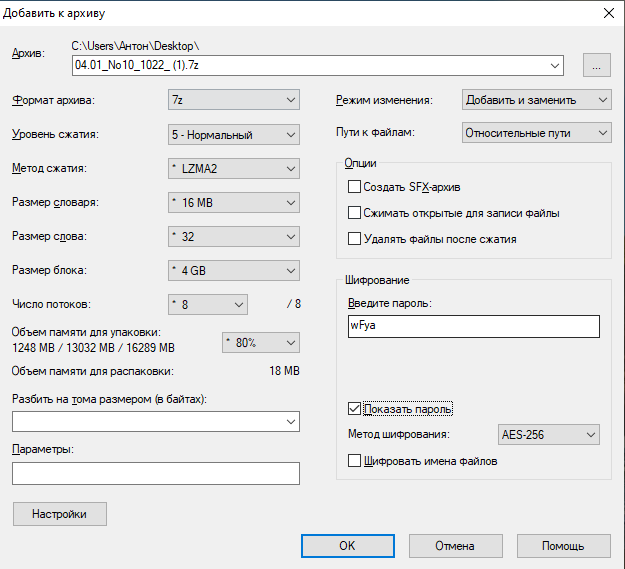 Добавить к архиву
Архив:
C:\Users\Антон\Desktop\
04.01_No10_1022_ (1).7z
...
Формат архива:
7z
Уровень сжатия:
5 - Нормальный
Метод сжатия:
* LZMA2
Размер словаря:
* 16 MB
Размер слова:
* 32
Размер блока:
* 4 GB
Число потоков:
* 8
/ 8
Объем памяти для упаковки:
1248 MB / 13032 MB / 16289 MB
* 80%
Объем памяти для распаковки:
18 MB
Разбить на тома размером (в байтах):
Параметры:
Настройки
Режим изменения:
Добавить и заменить
Пути к файлам:
Относительные пути
Опции
Создать SFX-архив
Сжимать открытые для записи файлы
Удалять файлы после сжатия
Шифрование
Введите пароль:
wFya
Показать пароль
Метод шифрования:
AES-256
Шифровать имена файлов
OK
Отмена
Помощь